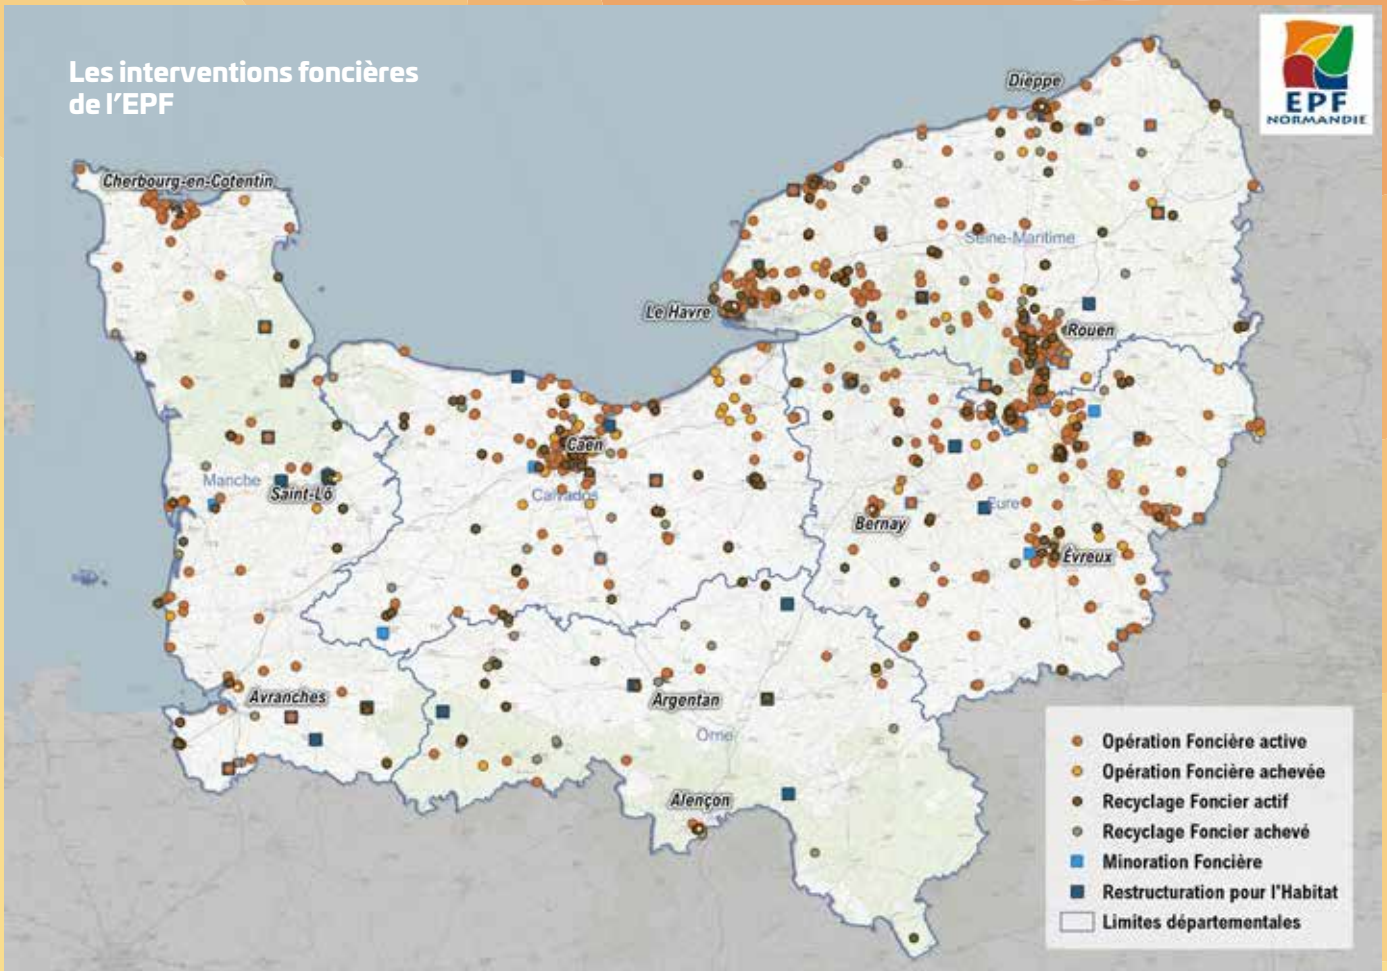 Les interventions foncières
de l'EPF
EPF
NORMANDIE
Dieppe
Cherbourg-en-Cotentin
Seine-Maritime
Le Havre
Rouen
Caen
Manche
Saint-Lô
Calvados
Eure
Bernay
Évreux
Avranches
Argentan
Orne
Alençon
Opération Foncière active
Opération Foncière achevée
Recyclage Foncier actif
Recyclage Foncier achevé
Minoration Foncière
Restructuration pour l'Habitat
Limites départementales